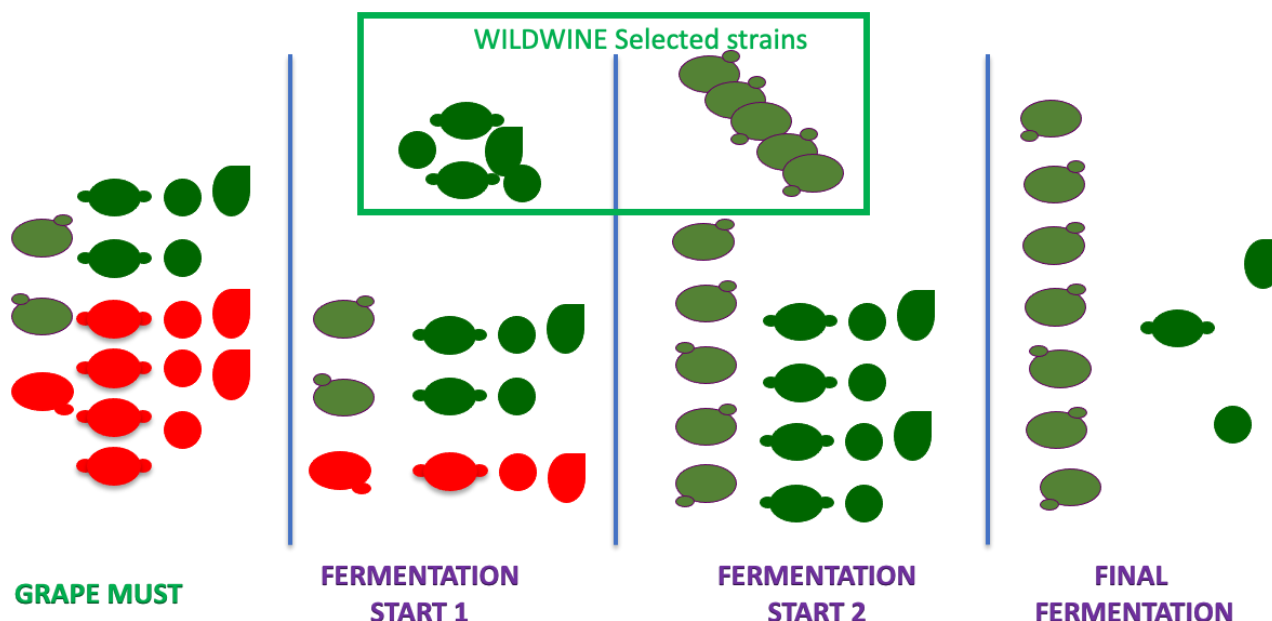 WILDWINE Selected strains
GRAPE MUST
FERMENTATION
START 1
FERMENTATION
START 2
FINAL
FERMENTATION